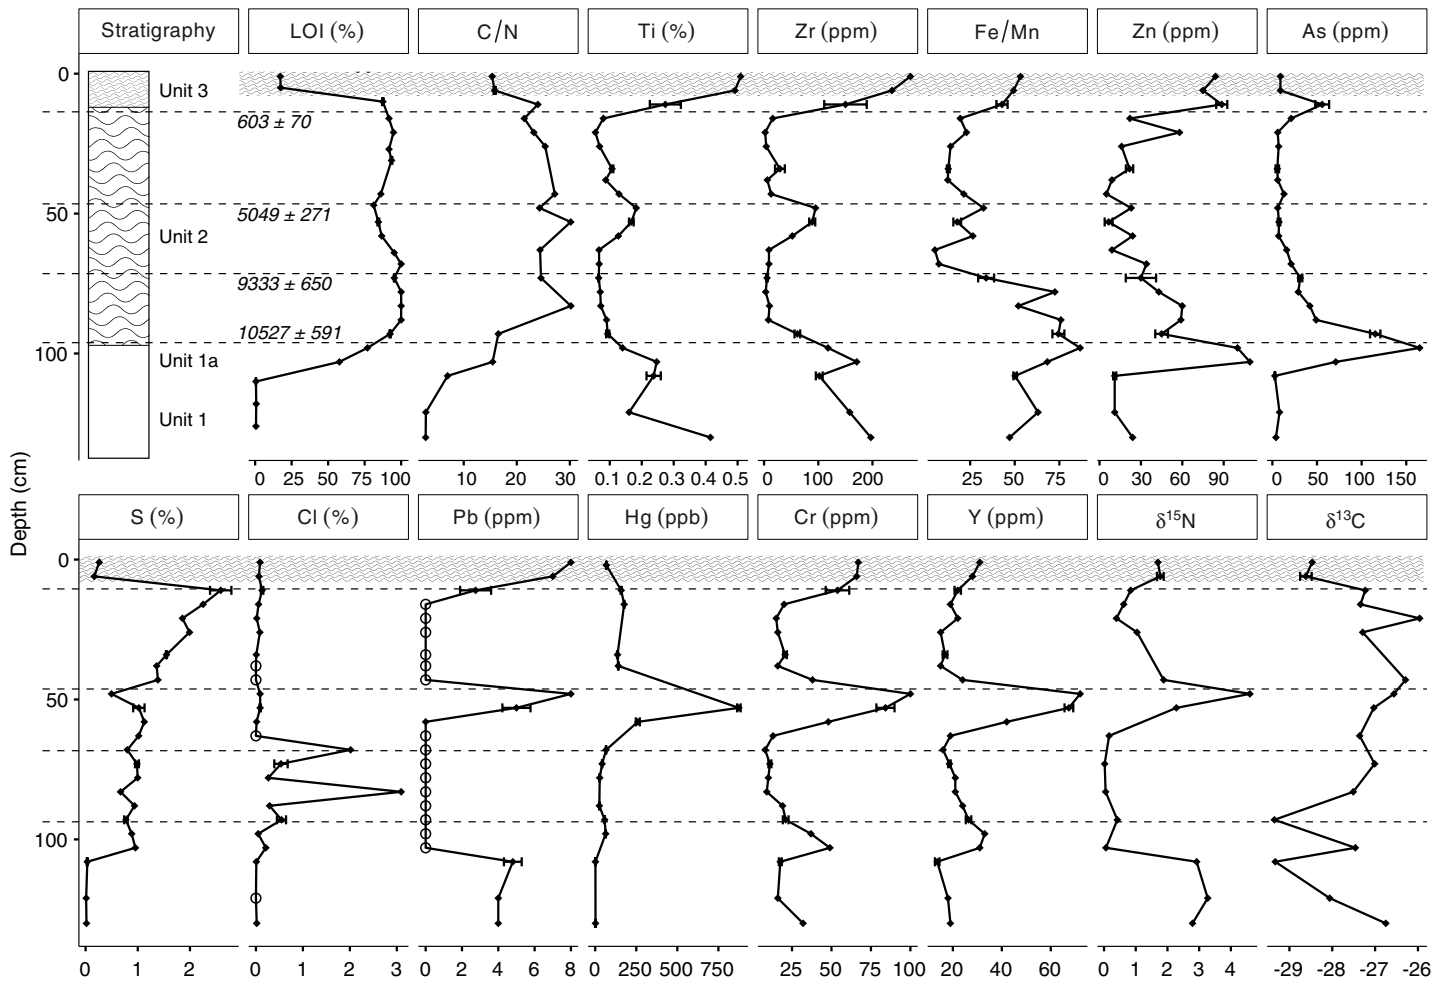 Stratigraphy LOI (%) C/N Ti (%) Zr (ppm) Fe/Mn Zn (ppm) As (ppm)
0
Unit 3
603 ± 70
50
5049 ± 271
Unit 2
9333 ± 650
10527 ± 591
100
Unit 1a
Unit 1
0 25 50 75 100 10 20 30 0.1 0.2 0.3 0.4 0.5 0 100 200 25 50 75 0 30 60 90 0 50 100 150
Depth (cm)
S (%) Cl (%) Pb (ppm) Hg (ppb) Cr (ppm) Y (ppm) δ¹⁵N δ¹³C
0
50
100
0 1 2 0 1 2 3 0 2 4 6 8 0 250 500 750 25 50 75 100 20 40 60 0 1 2 3 4 -29 -28 -27 -26